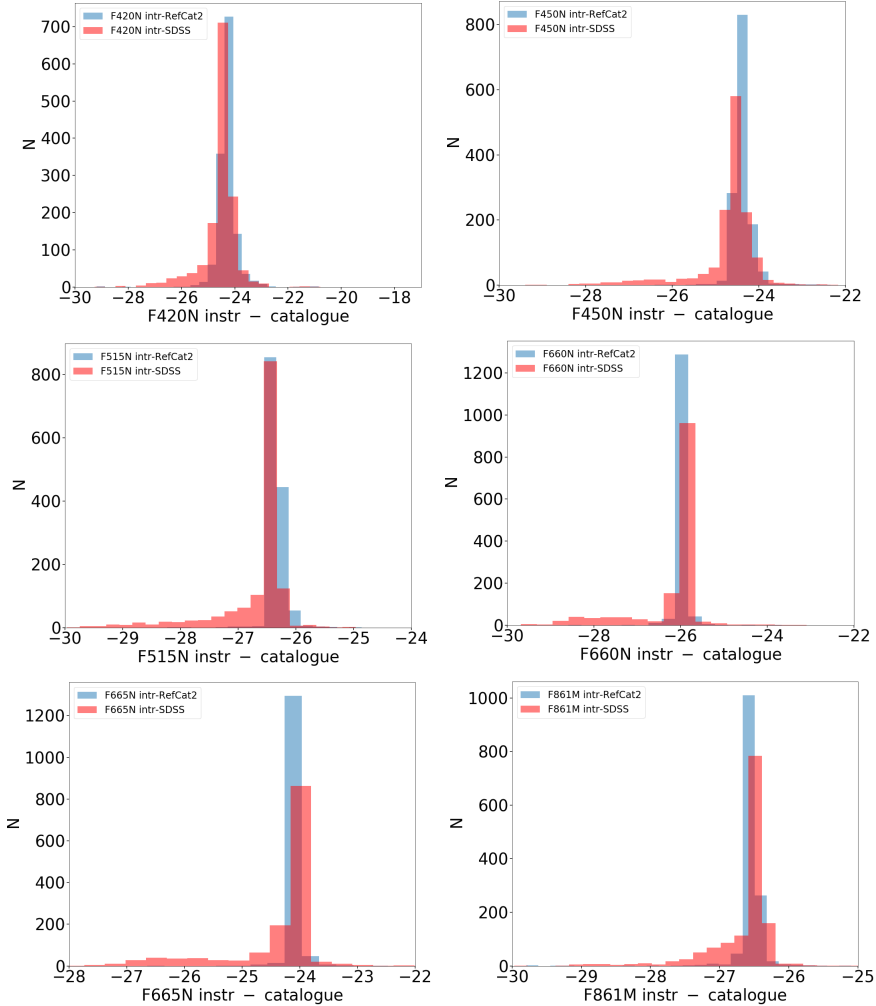 F420N intr-RefCat2
F420N intr-SDSS
700
600
500
400
300
200
100
0
N
−30 −28 −26 −24 −22 −20 −18
F420N instr − catalogue
F450N intr-RefCat2
F450N intr-SDSS
800
600
400
200
0
N
−30 −28 −26 −24 −22
F450N instr − catalogue
F515N intr-RefCat2
F515N intr-SDSS
800
600
400
200
0
N
−30 −29 −28 −27 −26 −25 −24
F515N instr − catalogue
F660N intr-RefCat2
F660N intr-SDSS
1200
1000
800
600
400
200
0
N
−30 −28 −26 −24 −22
F660N instr − catalogue
F665N intr-RefCat2
F665N intr-SDSS
1200
1000
800
600
400
200
0
N
−28 −27 −26 −25 −24 −23 −22
F665N instr − catalogue
F861M intr-RefCat2
F861M intr-SDSS
1000
800
600
400
200
0
N
−30 −29 −28 −27 −26 −25
F861M instr − catalogue